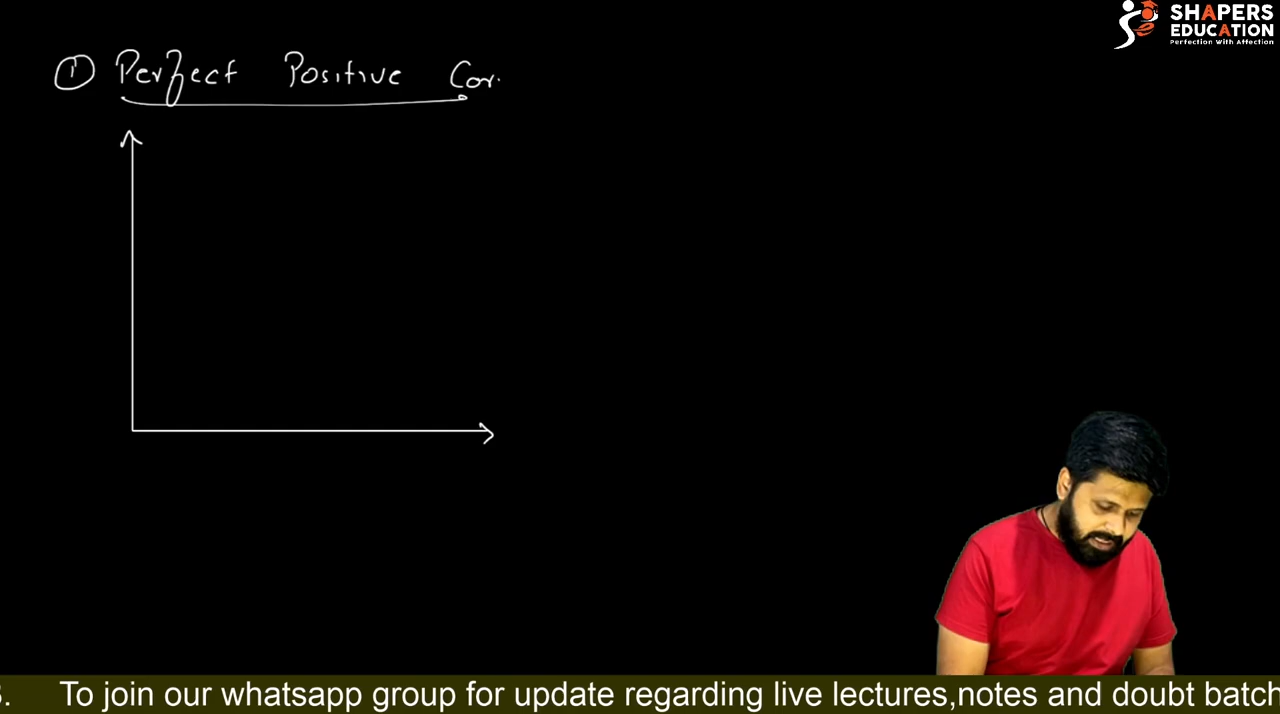 SHAPERS
EDUCATION
Perfection With Affection
① Perfect Positive Cor.
3. To join our whatsapp group for update regarding live lectures,notes and doubt batch